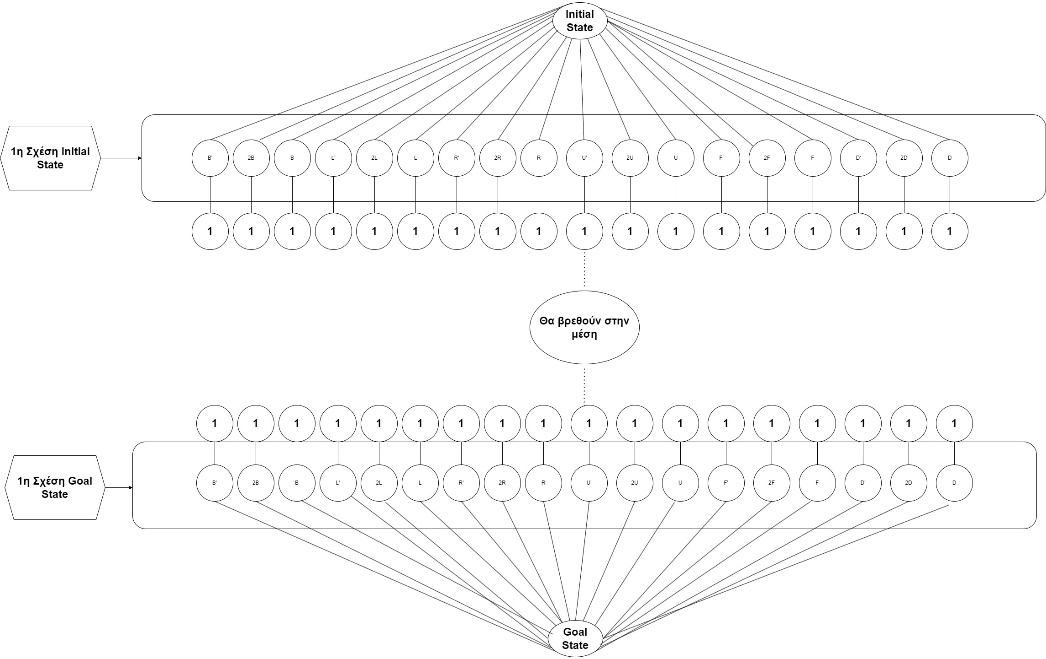 Initial
State
1η Σχέση Initial
State
B' 2B B L' 2L L R' 2R R U' 2U U F' 2F F D' 2D D
1 1 1 1 1 1 1 1 1 1 1 1 1 1 1 1 1 1
Θα βρεθούν στην
μέση
1 1 1 1 1 1 1 1 1 1 1 1 1 1 1 1 1 1
1η Σχέση Goal
State
B' 2B B L' 2L L R' 2R R U' 2U U F' 2F F D' 2D D
Goal
State